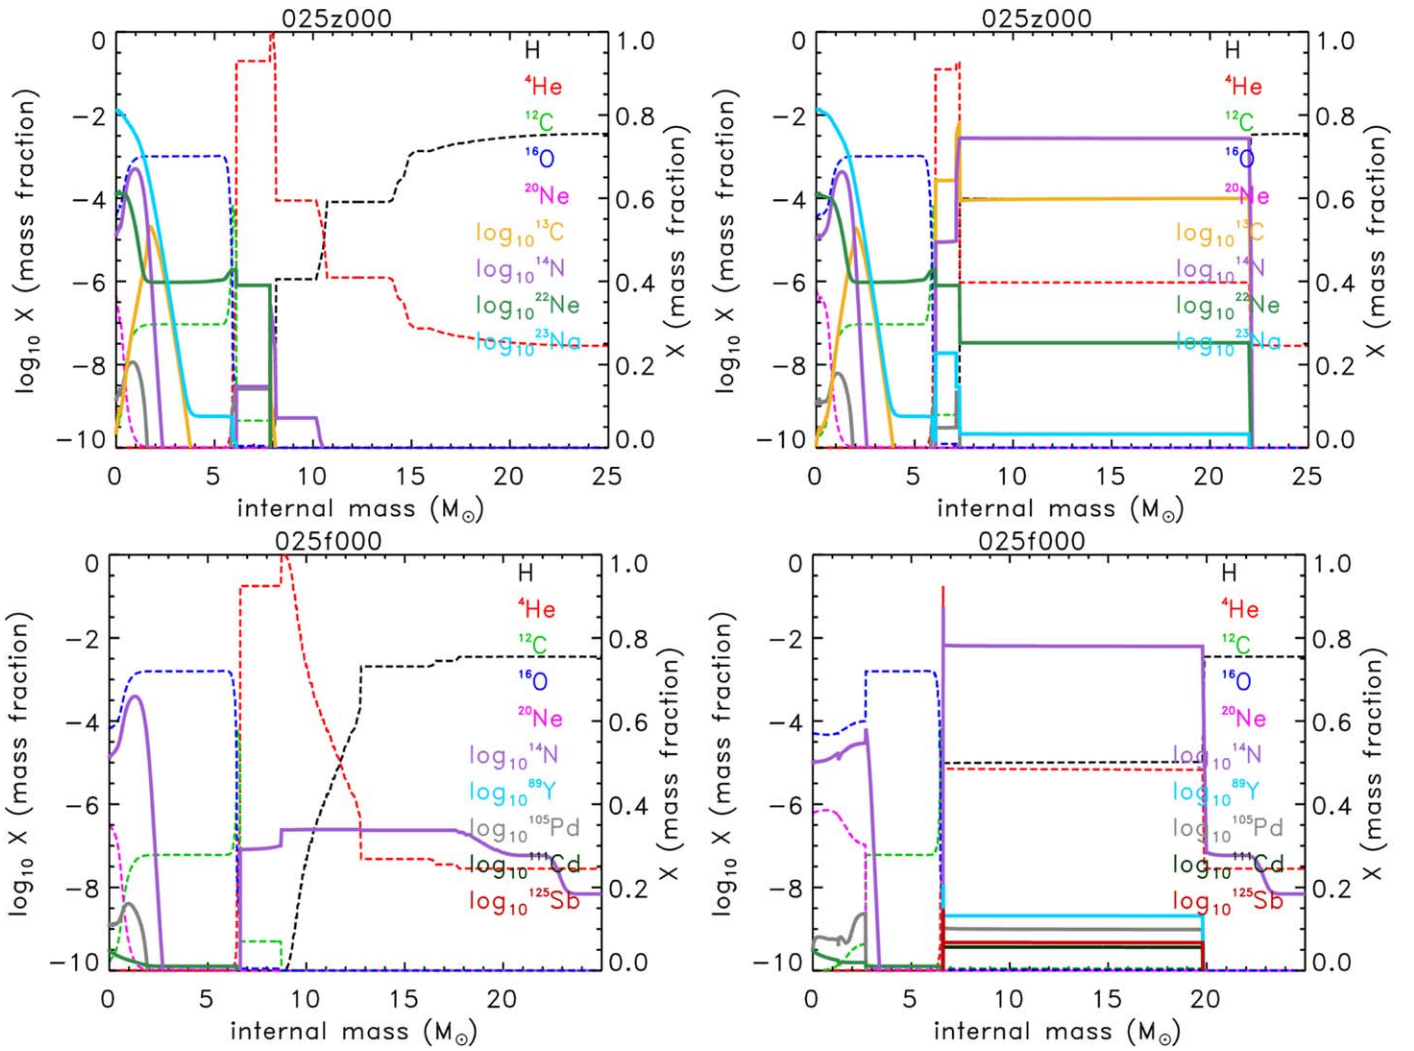 025z000
0
−2
−4
−6
−8
−10
log₁₀ X (mass fraction)
1.0
0.8
0.6
0.4
0.2
0.0
X (mass fraction)
H
⁴He
¹²C
¹⁶O
²⁰Ne
log₁₀ ¹³C
log₁₀ ¹⁴N
log₁₀ ²²Ne
log₁₀ ²³Na
0 5 10 15 20 25
internal mass (M☉)
025z000
0
−2
−4
−6
−8
−10
log₁₀ X (mass fraction)
1.0
0.8
0.6
0.4
0.2
0.0
X (mass fraction)
H
⁴He
¹²C
¹⁶O
²⁰Ne
log₁₀ ¹³C
log₁₀ ¹⁴N
log₁₀ ²²Ne
log₁₀ ²³Na
0 5 10 15 20 25
internal mass (M☉)
025f000
0
−2
−4
−6
−8
−10
log₁₀ X (mass fraction)
1.0
0.8
0.6
0.4
0.2
0.0
X (mass fraction)
H
⁴He
¹²C
¹⁶O
²⁰Ne
log₁₀ ¹⁴N
log₁₀ ⁸⁹Y
log₁₀ ¹⁰⁵Pd
log₁₀ ¹¹¹Cd
log₁₀ ¹²⁵Sb
0 5 10 15 20
internal mass (M☉)
025f000
0
−2
−4
−6
−8
−10
log₁₀ X (mass fraction)
1.0
0.8
0.6
0.4
0.2
0.0
X (mass fraction)
H
⁴He
¹²C
¹⁶O
²⁰Ne
log₁₀ ¹⁴N
log₁₀ ⁸⁹Y
log₁₀ ¹⁰⁵Pd
log₁₀ ¹¹¹Cd
log₁₀ ¹²⁵Sb
0 5 10 15 20
internal mass (M☉)